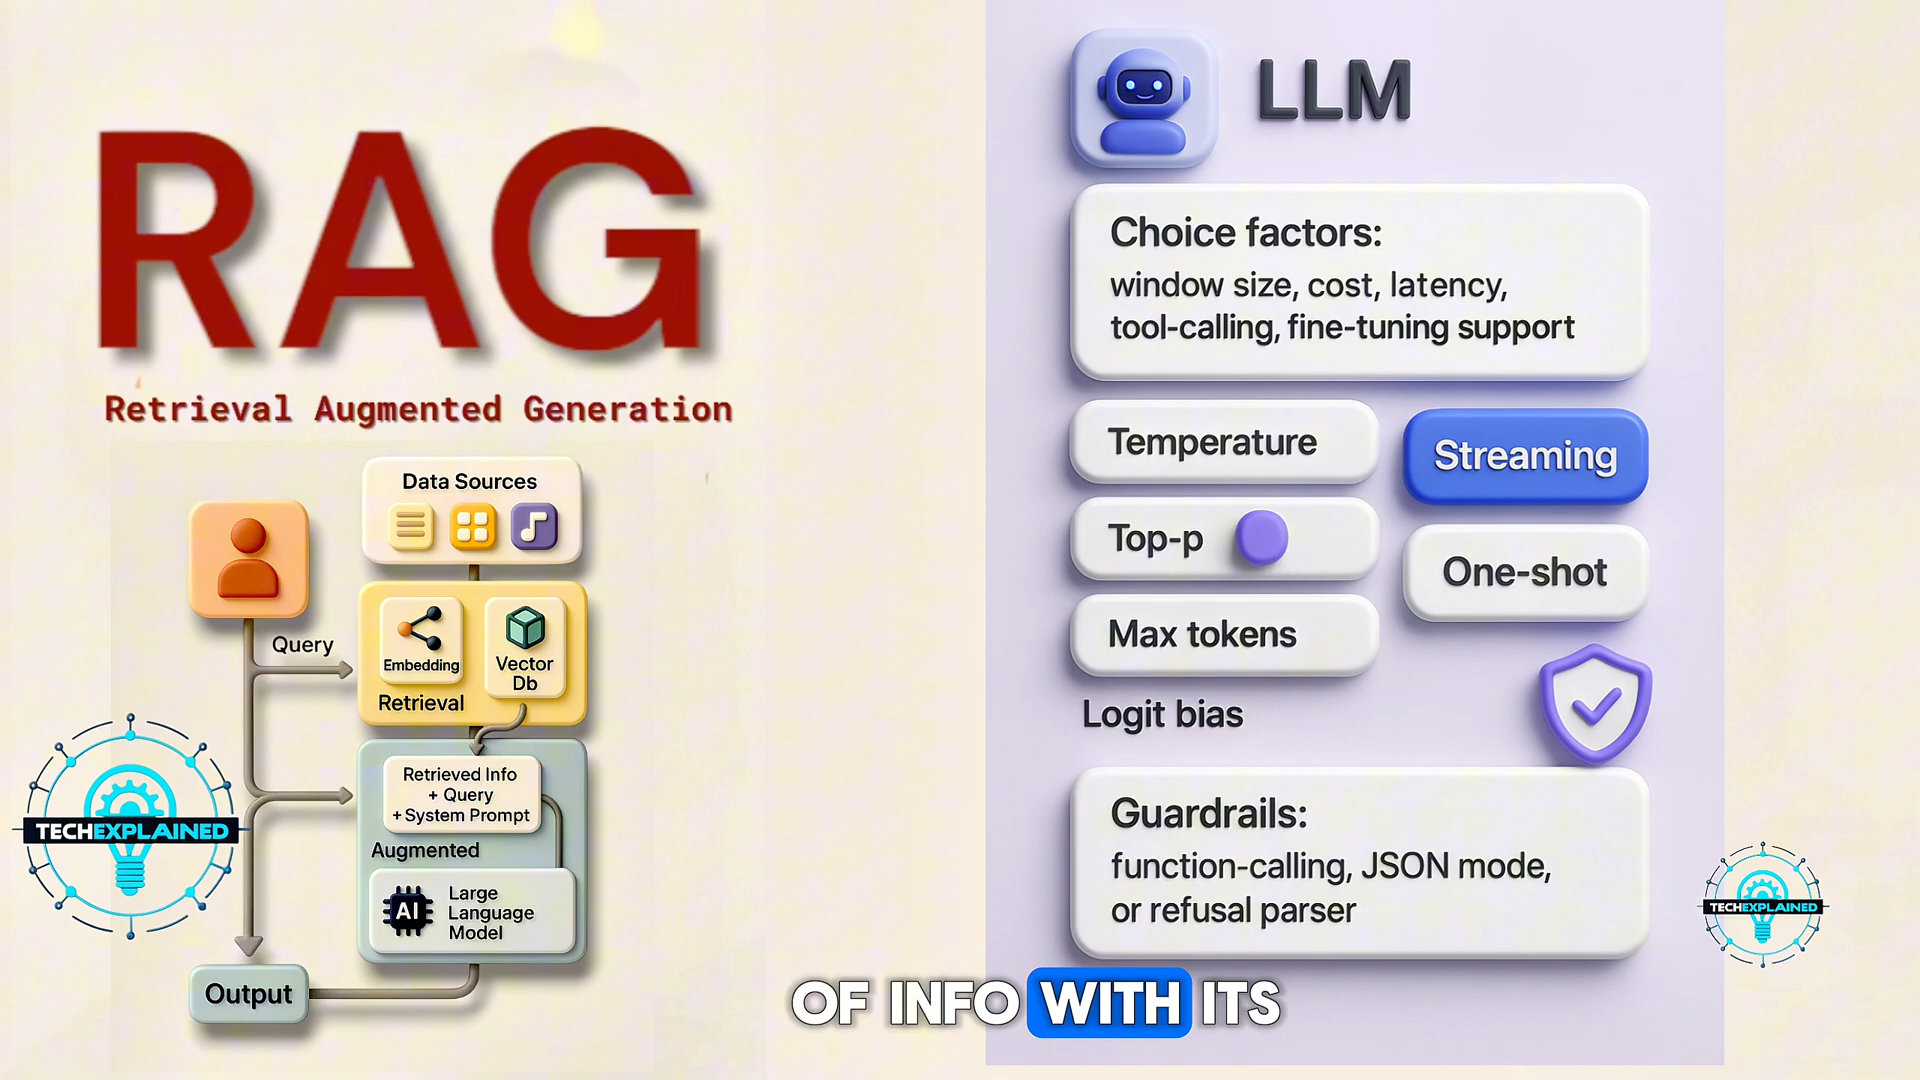 RAG
Retrieval Augmented Generation
Data Sources
Query
Embedding
Vector
Db
Retrieval
Retrieved Info
+ Query
+ System Prompt
Augmented
AI
Large
Language
Model
Output
TECHEXPLAINED
LLM
Choice factors:
window size, cost, latency,
tool-calling, fine-tuning support
Temperature
Streaming
Top-p
One-shot
Max tokens
Logit bias
Guardrails:
function-calling, JSON mode,
or refusal parser
TECHEXPLAINED
OF INFO WITH ITS